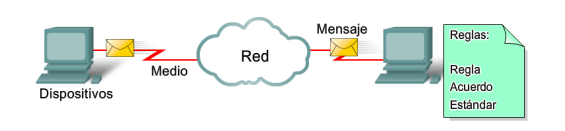 Mensaje
Reglas:
Red
Medio
Regla
Dispositivos
Acuerdo
Estándar